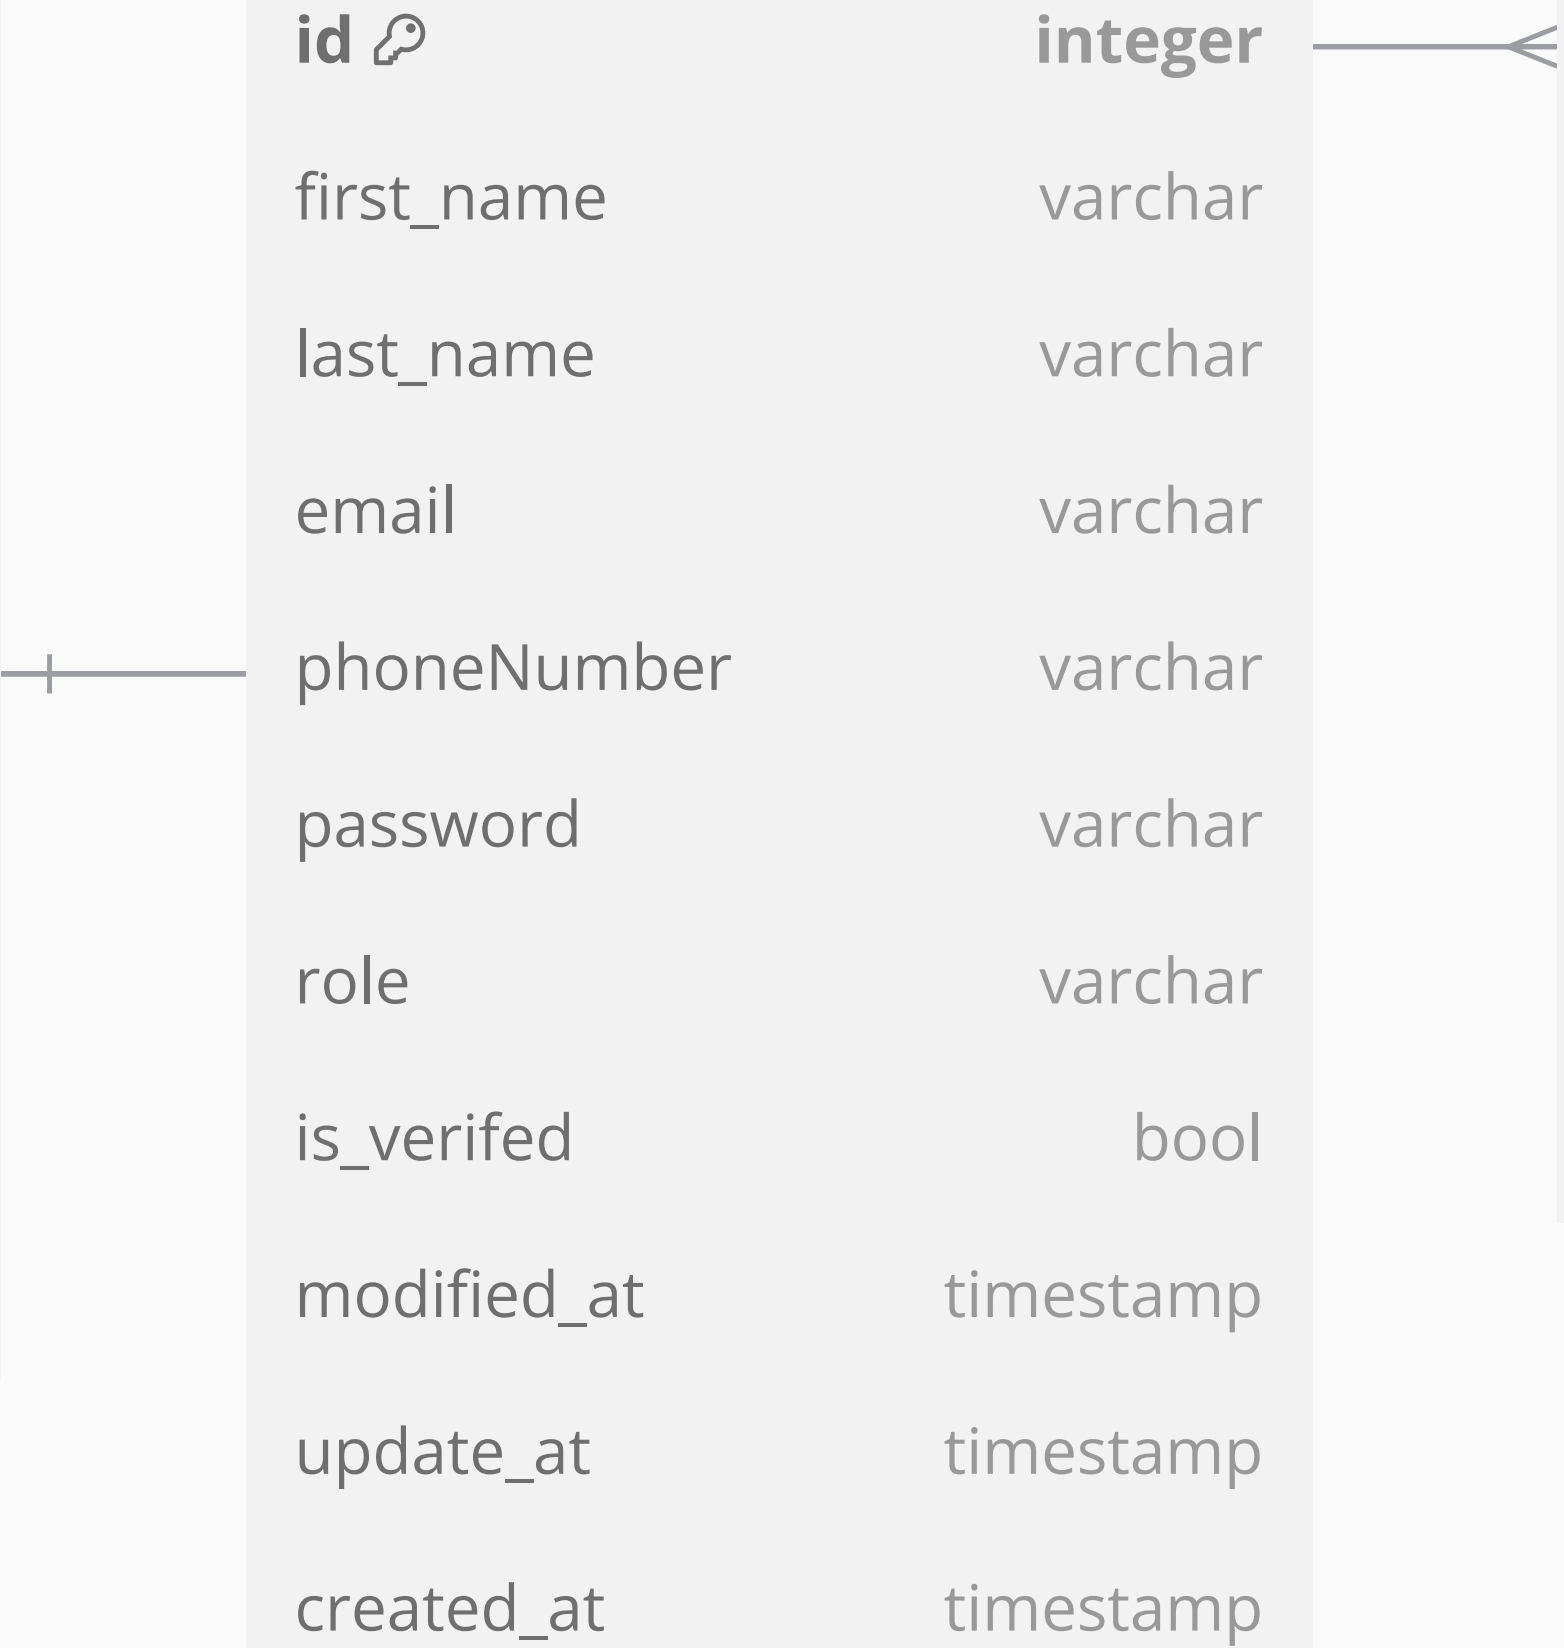 id integer
first_name varchar
last_name varchar
email varchar
phoneNumber varchar
password varchar
role varchar
is_verifed bool
modified_at timestamp
update_at timestamp
created_at timestamp